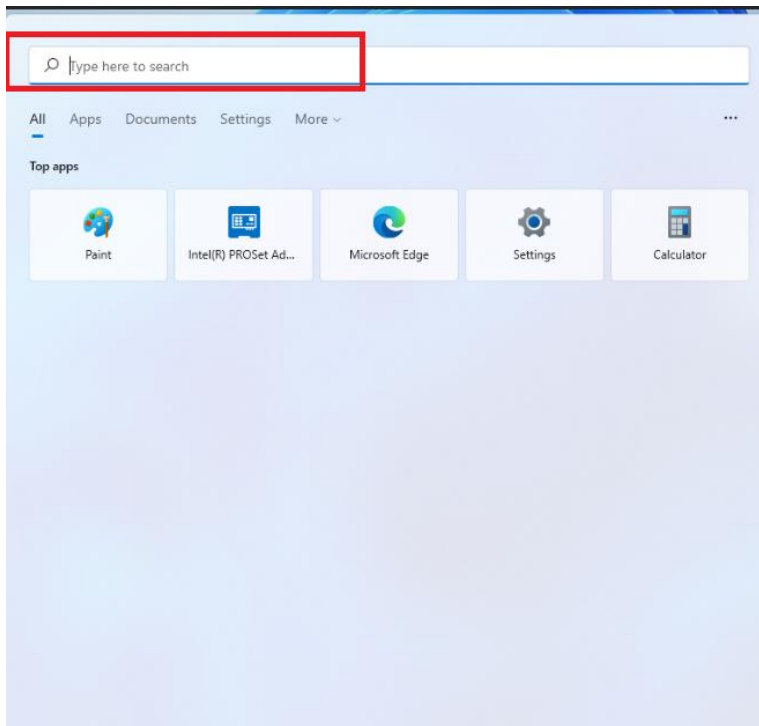 Type here to search
All Apps Documents Settings More
Top apps
Paint Intel(R) PROSet Ad... Microsoft Edge Settings Calculator